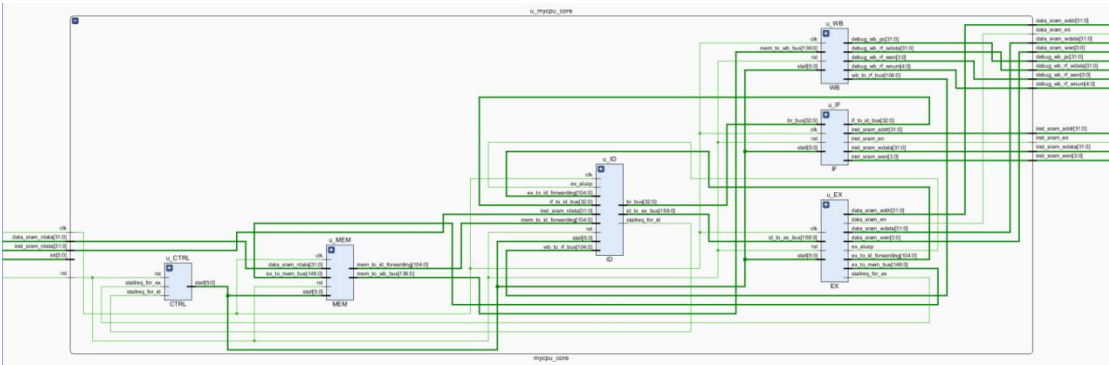 u_mycpu_core
clk
data_sram_rdata[31:0]
inst_sram_rdata[31:0]
int[5:0]
rst
u_CTRL
rst
stallreq_for_ex
stallreq_for_id
stall[5:0]
CTRL
u_MEM
clk
data_sram_rdata[31:0]
ex_to_mem_bus[146:0]
rst
stall[5:0]
mem_to_id_forwarding[104:0]
mem_to_wb_bus[136:0]
MEM
u_ID
clk
ex_aluop
ex_to_id_forwarding[104:0]
if_to_id_bus[32:0]
inst_sram_rdata[31:0]
mem_to_id_forwarding[104:0]
rst
stall[5:0]
wb_to_rf_bus[104:0]
br_bus[32:0]
id_to_ex_bus[158:0]
stallreq_for_id
ID
u_WB
clk
mem_to_wb_bus[136:0]
rst
stall[5:0]
debug_wb_pc[31:0]
debug_wb_rf_wdata[31:0]
debug_wb_rf_wen[3:0]
debug_wb_rf_wnum[4:0]
wb_to_rf_bus[104:0]
WB
u_IF
br_bus[32:0]
clk
rst
stall[5:0]
if_to_id_bus[32:0]
inst_sram_addr[31:0]
inst_sram_en
inst_sram_wdata[31:0]
inst_sram_wen[3:0]
IF
u_EX
clk
id_to_ex_bus[158:0]
rst
stall[5:0]
data_sram_addr[31:0]
data_sram_en
data_sram_wdata[31:0]
data_sram_wen[3:0]
ex_aluop
ex_to_id_forwarding[104:0]
ex_to_mem_bus[146:0]
stallreq_for_ex
EX
data_sram_addr[31:0]
data_sram_en
data_sram_wdata[31:0]
data_sram_wen[3:0]
debug_wb_pc[31:0]
debug_wb_rf_wdata[31:0]
debug_wb_rf_wen[3:0]
debug_wb_rf_wnum[4:0]
inst_sram_addr[31:0]
inst_sram_en
inst_sram_wdata[31:0]
inst_sram_wen[3:0]
mycpu_core